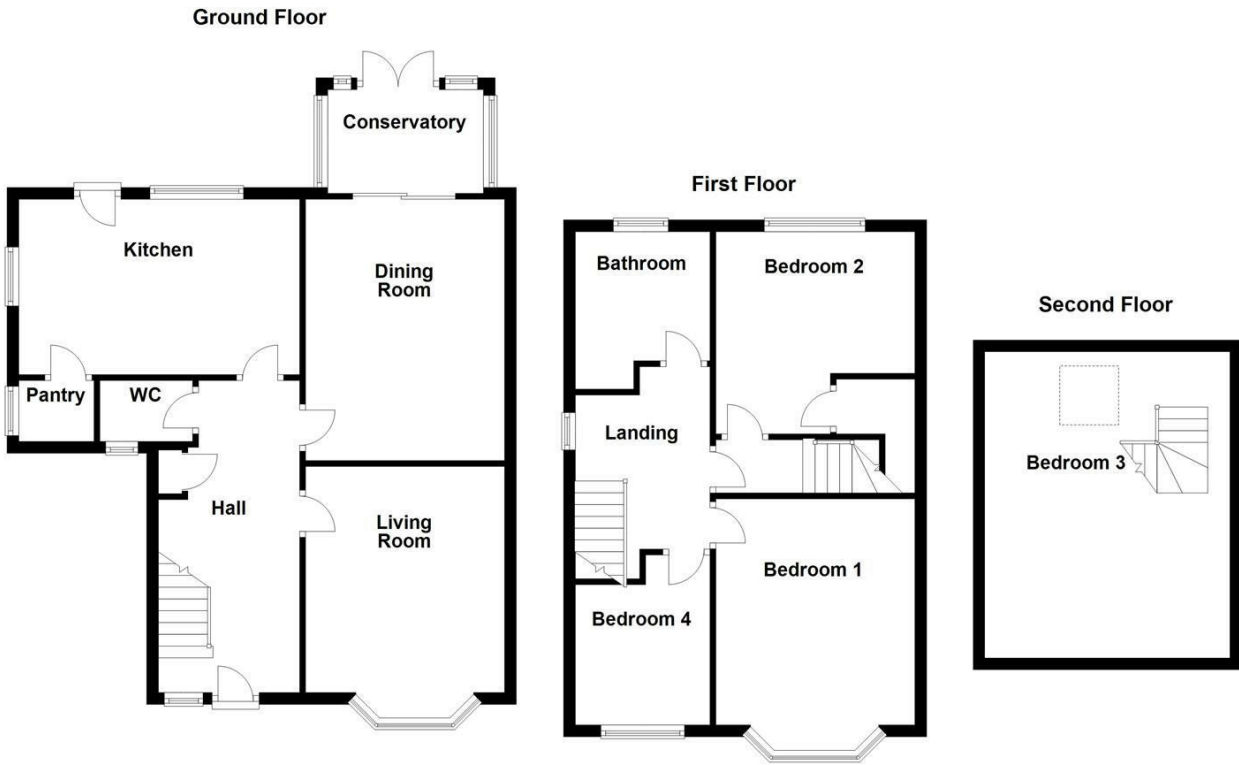 Ground Floor
Conservatory
Kitchen
Dining
Room
Pantry
WC
Hall
Living
Room
First Floor
Bathroom
Bedroom 2
Landing
Bedroom 1
Bedroom 4
Second Floor
Bedroom 3